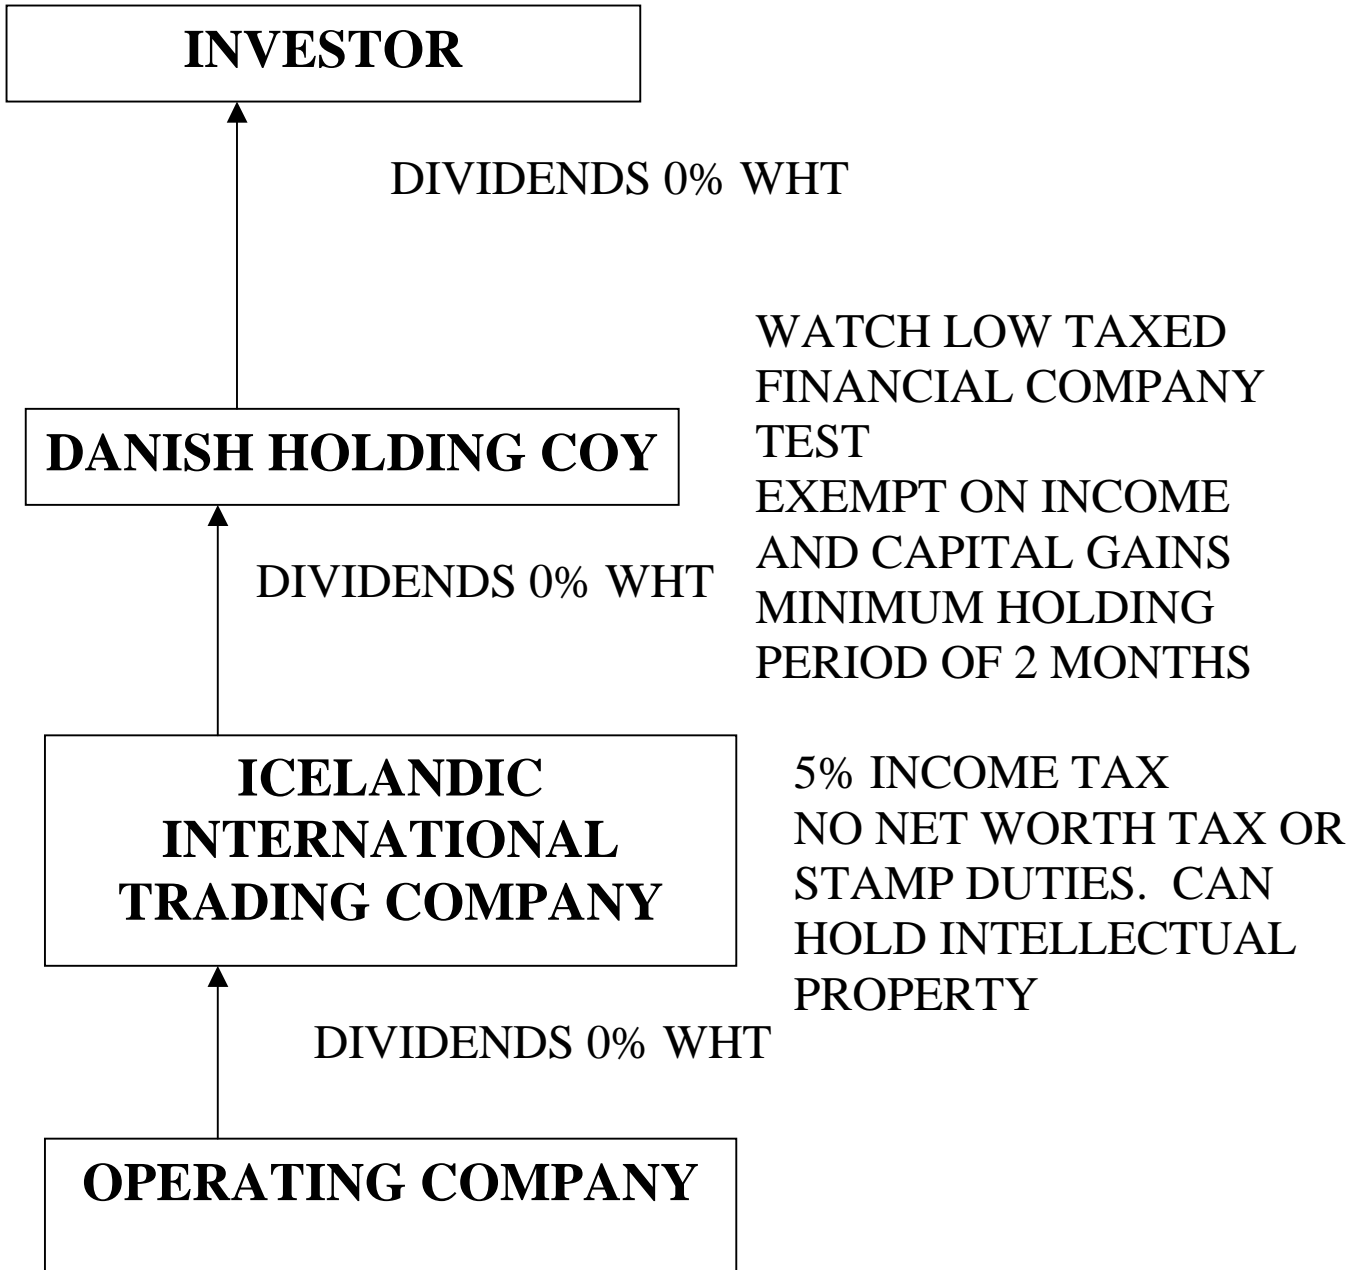 INVESTOR
DIVIDENDS 0% WHT
WATCH LOW TAXED
FINANCIAL COMPANY
TEST
EXEMPT ON INCOME
AND CAPITAL GAINS
MINIMUM HOLDING
PERIOD OF 2 MONTHS
DANISH HOLDING COY
DIVIDENDS 0% WHT
ICELANDIC
INTERNATIONAL
TRADING COMPANY
5% INCOME TAX
NO NET WORTH TAX OR
STAMP DUTIES. CAN
HOLD INTELLECTUAL
PROPERTY
DIVIDENDS 0% WHT
OPERATING COMPANY